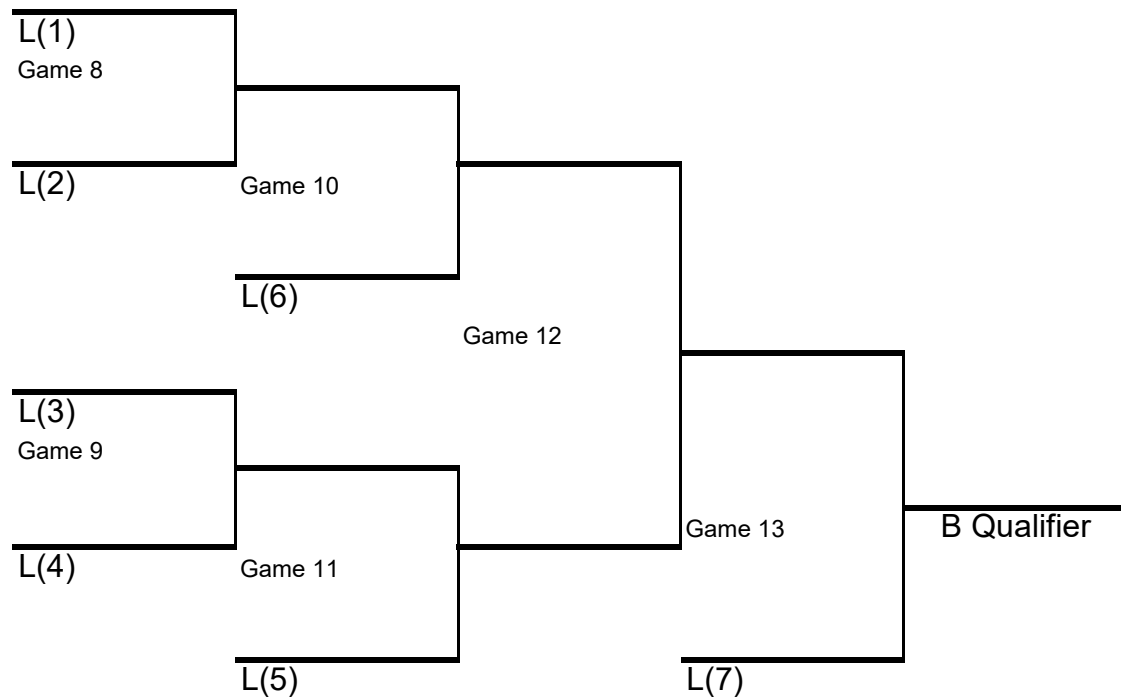 L(1)
Game 8
L(2)
Game 10
L(6)
Game 12
L(3)
Game 9
L(4)
Game 11
L(5)
Game 13
L(7)
B Qualifier